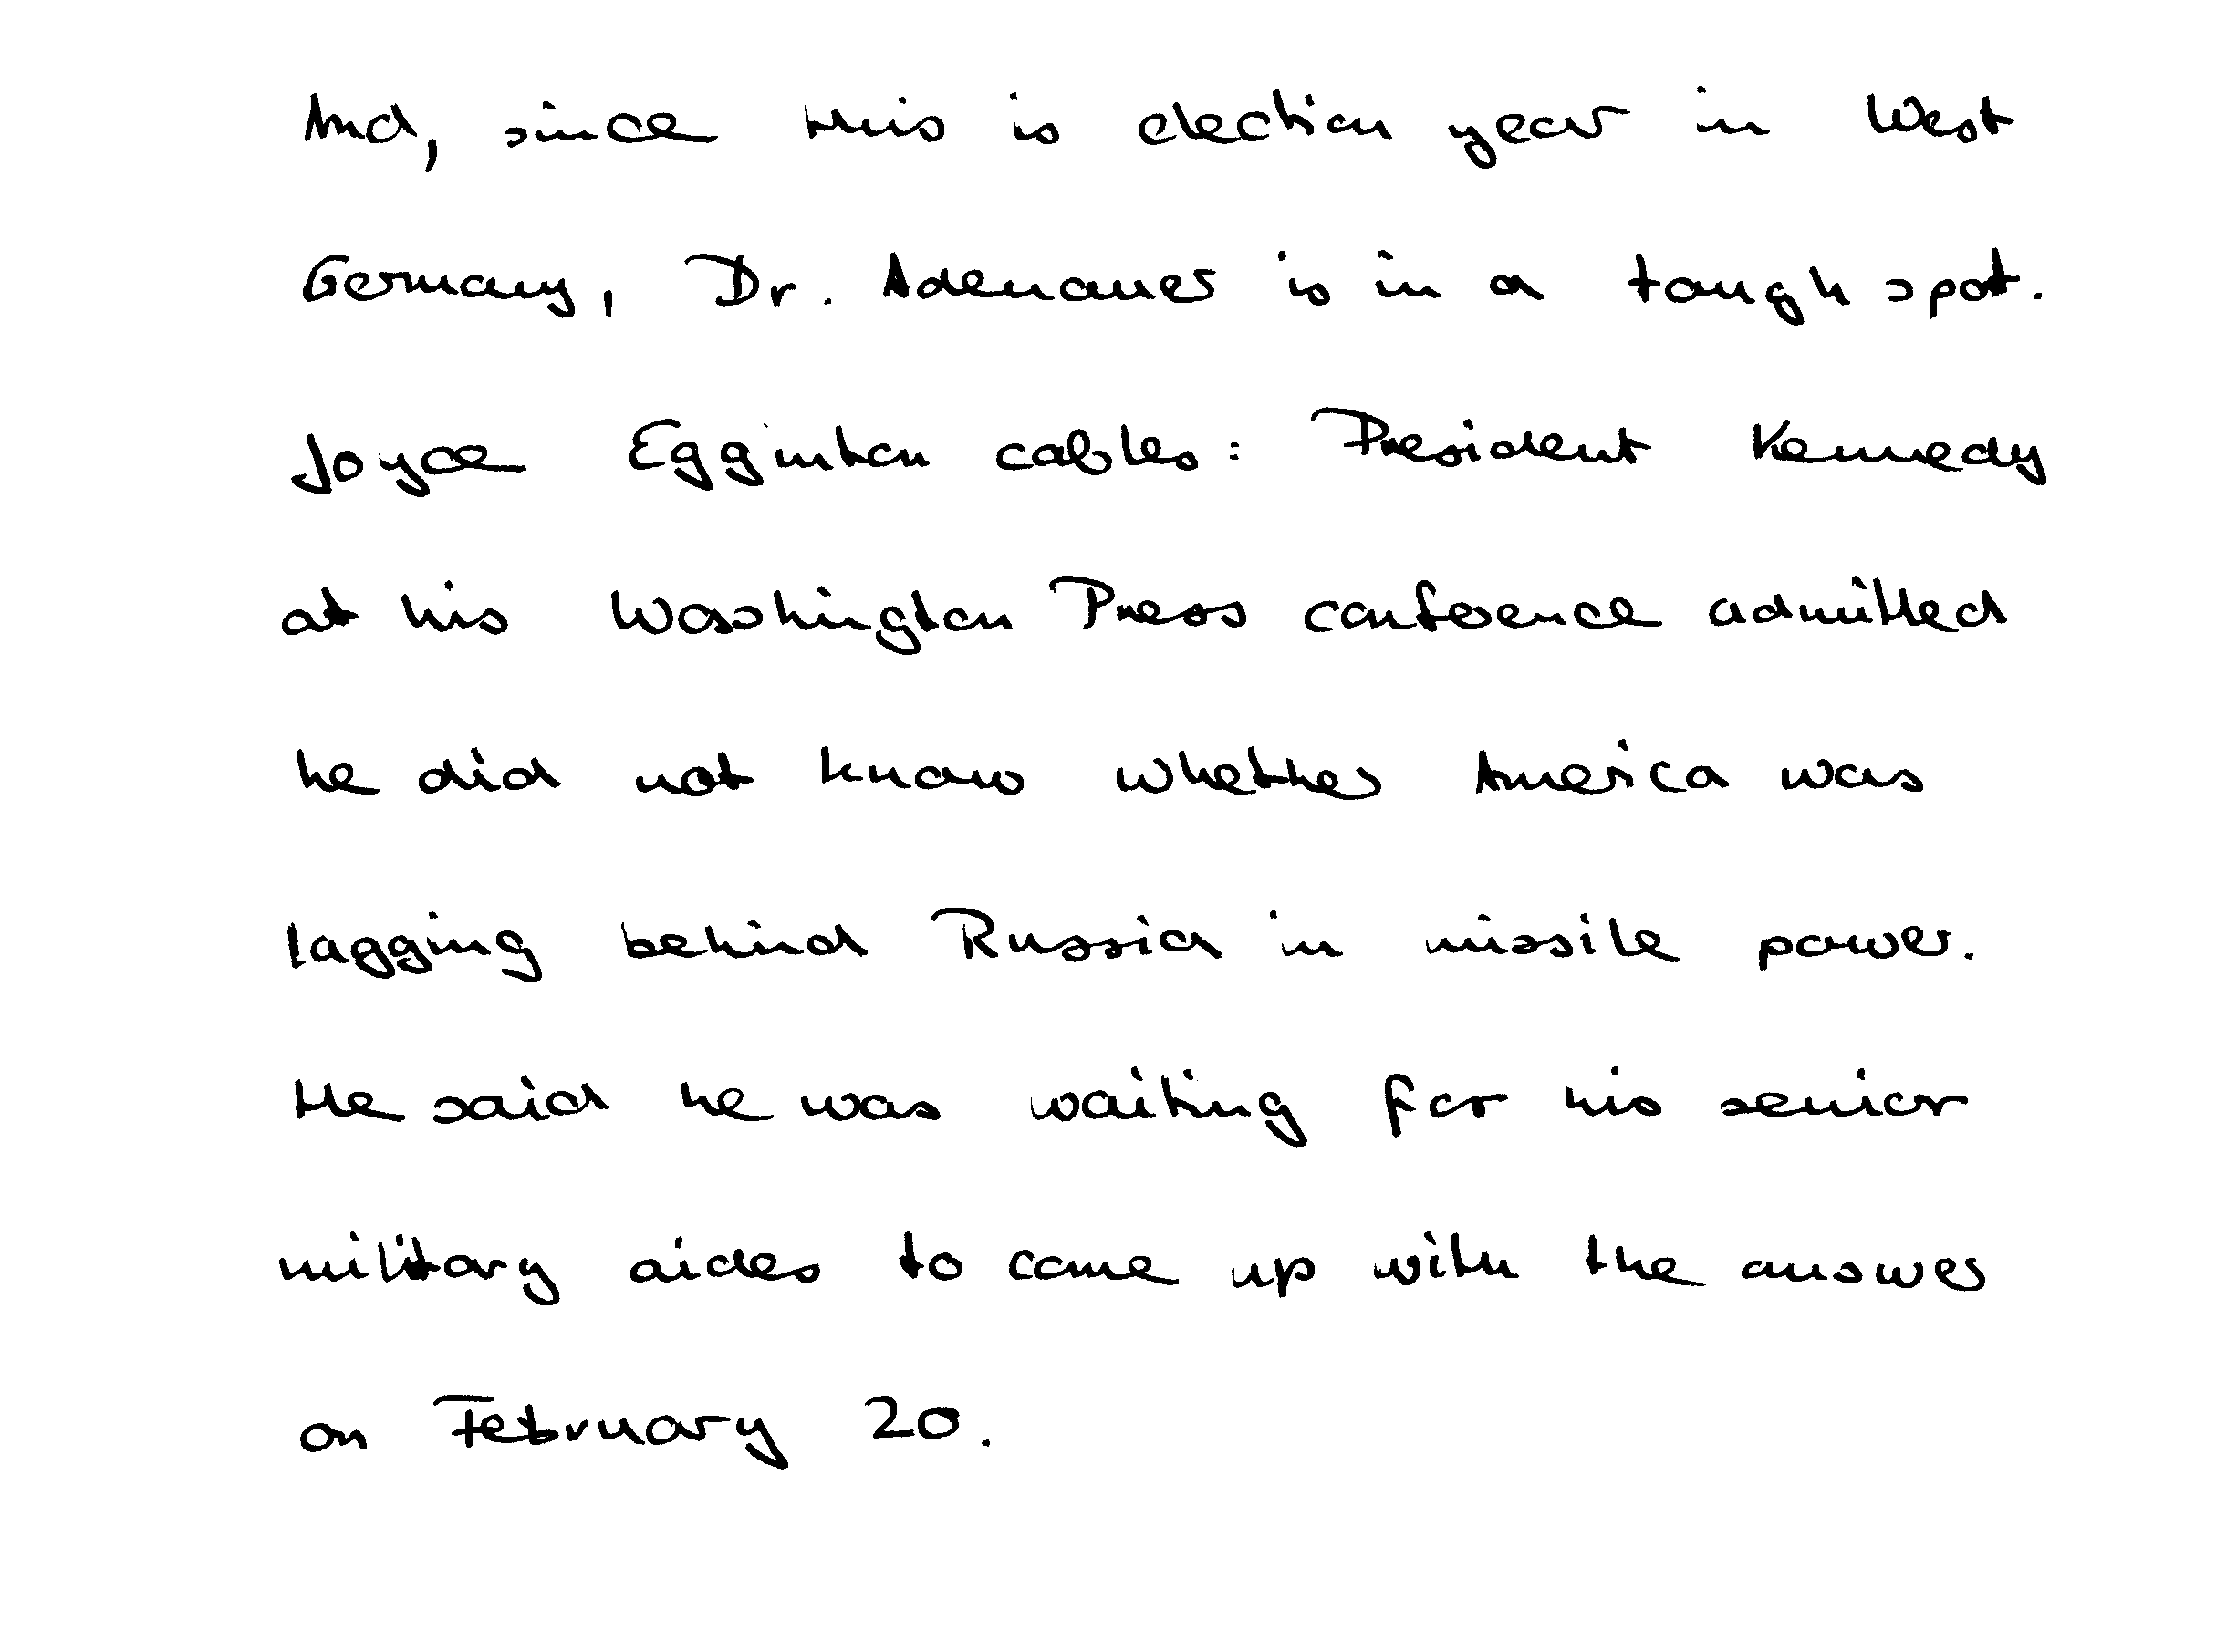 And, since this is election year in West
Germany, Dr. Adenauer is in a tough spot.
Joyce Egginton cables: President Kennedy
at his Washington Press conference admitted
he did not know whether America was
lagging behind Russia in missile power.
He said he was waiting for his senior
military aides to come up with the answer
on February 20.